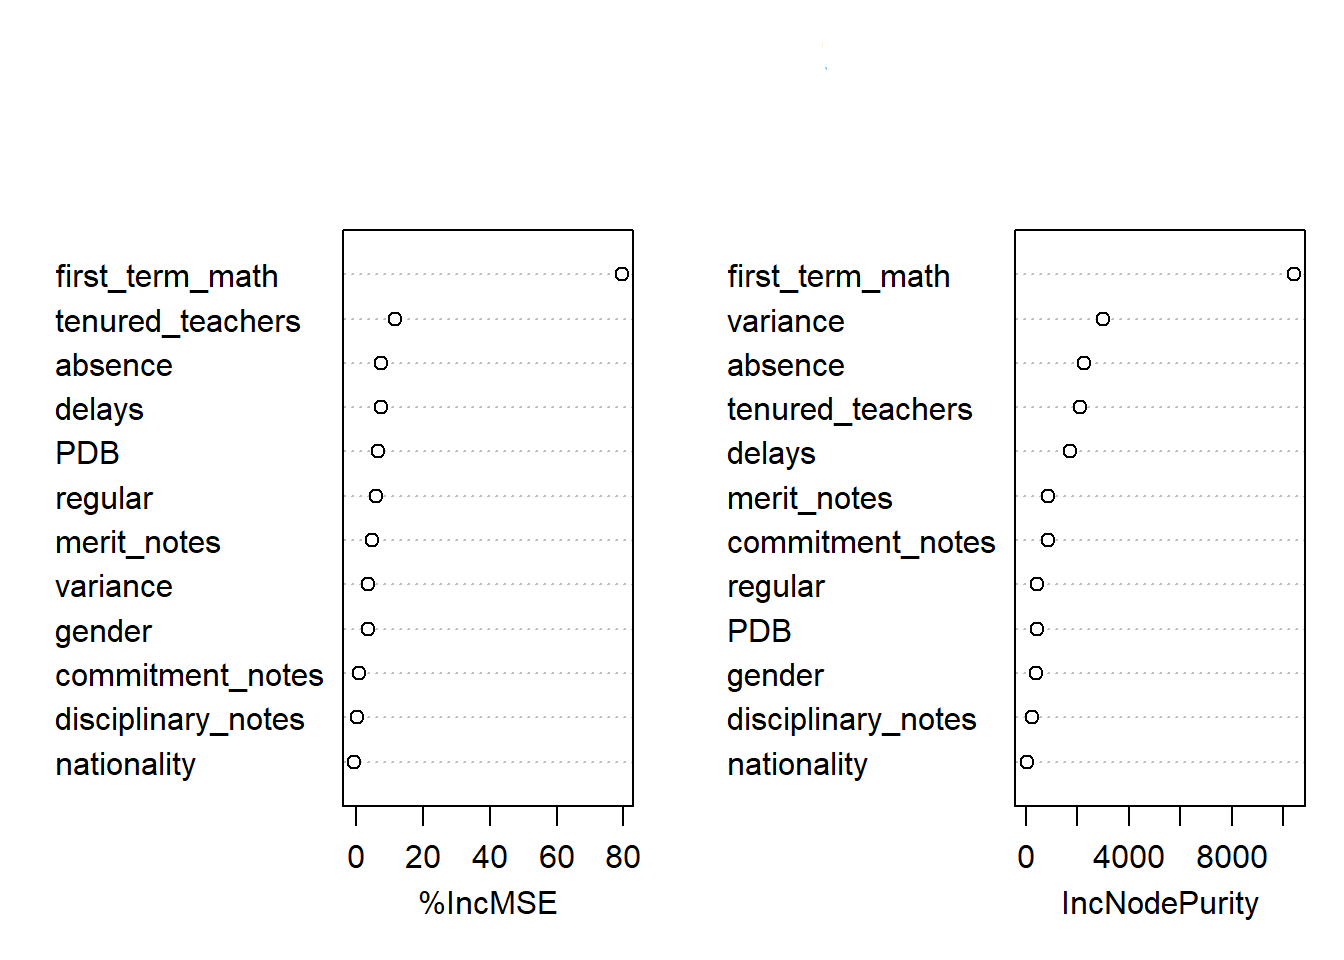 first_term_math
tenured_teachers
absence
delays
PDB
regular
merit_notes
variance
gender
commitment_notes
disciplinary_notes
nationality
0 20 40 60 80
%IncMSE
first_term_math
variance
absence
tenured_teachers
delays
merit_notes
commitment_notes
regular
PDB
gender
disciplinary_notes
nationality
0 4000 8000
IncNodePurity